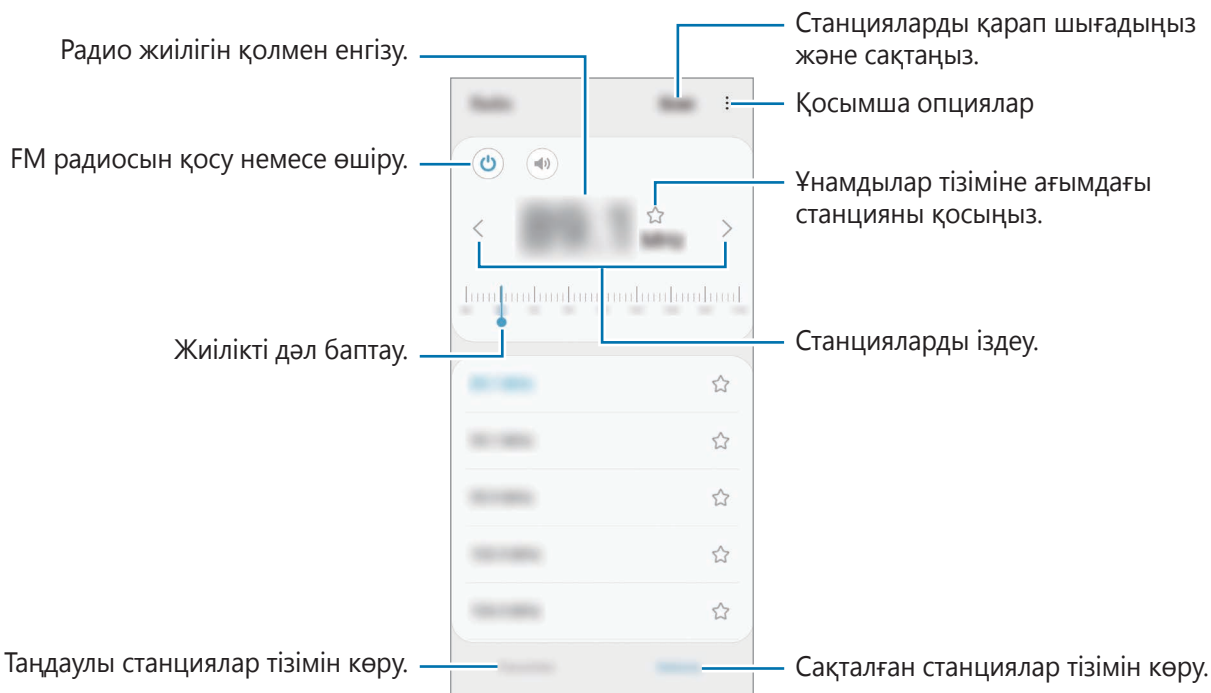 Радио жиілігін қолмен енгізу.
Станцияларды қарап шығадыңыз
және сақтаңыз.
Қосымша опциялар
FM радиосын қосу немесе өшіру.
Ұнамдылар тізіміне ағымдағы
станцияны қосыңыз.
Жиілікті дәл баптау.
Станцияларды іздеу.
Таңдаулы станциялар тізімін көру.
Сақталған станциялар тізімін көру.